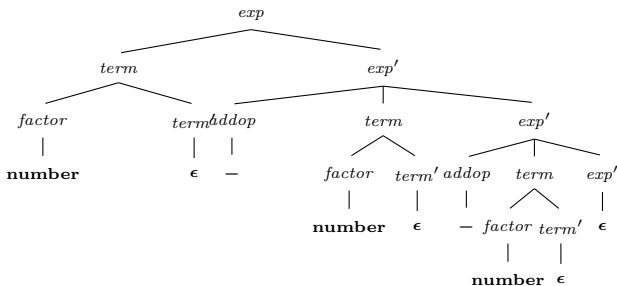 exp
term exp′
factor term′ addop term exp′
number ϵ − factor term′ addop term exp′
number ϵ − factor term′ ϵ
number ϵ